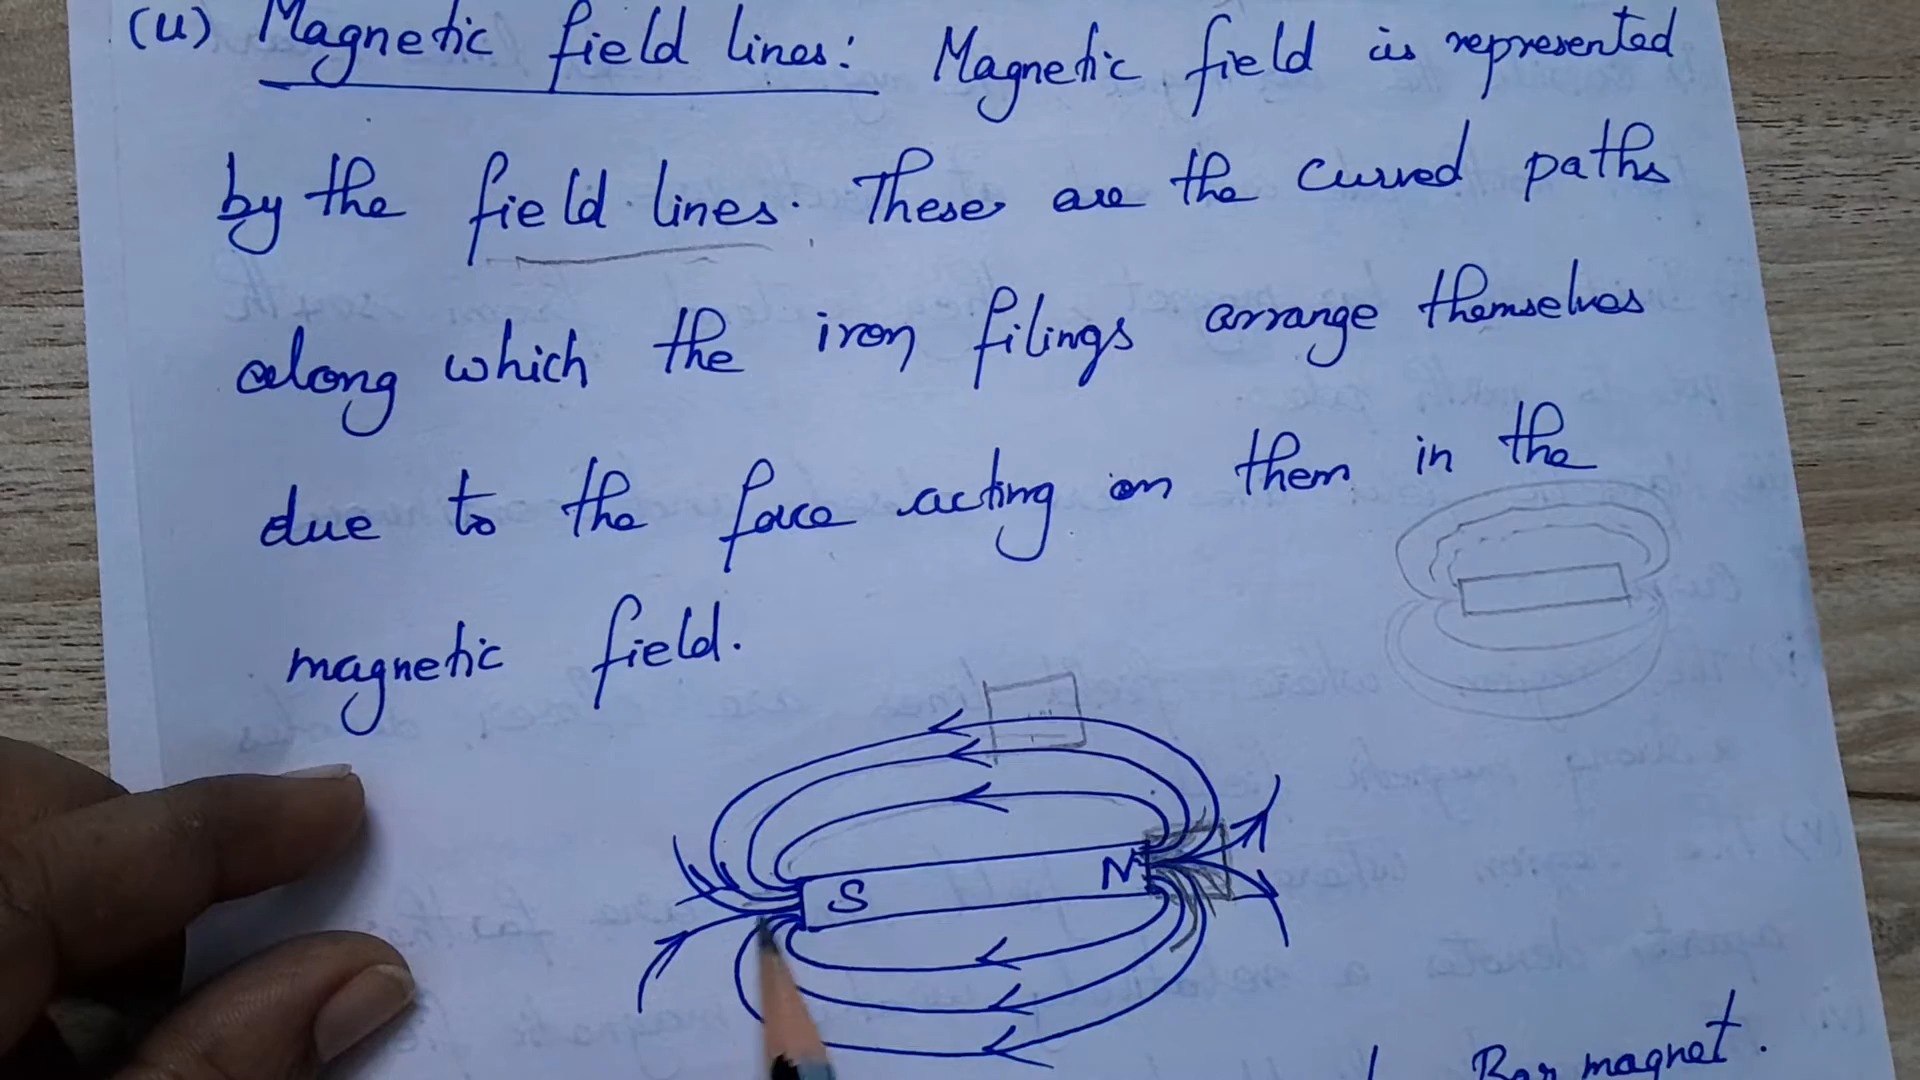 (u) Magnetic field lines: Magnetic field is represented
by the field lines. These are the curved paths
along which the iron filings arrange themselves
due to the force acting on them in the
magnetic field.
S N
Bar magnet.